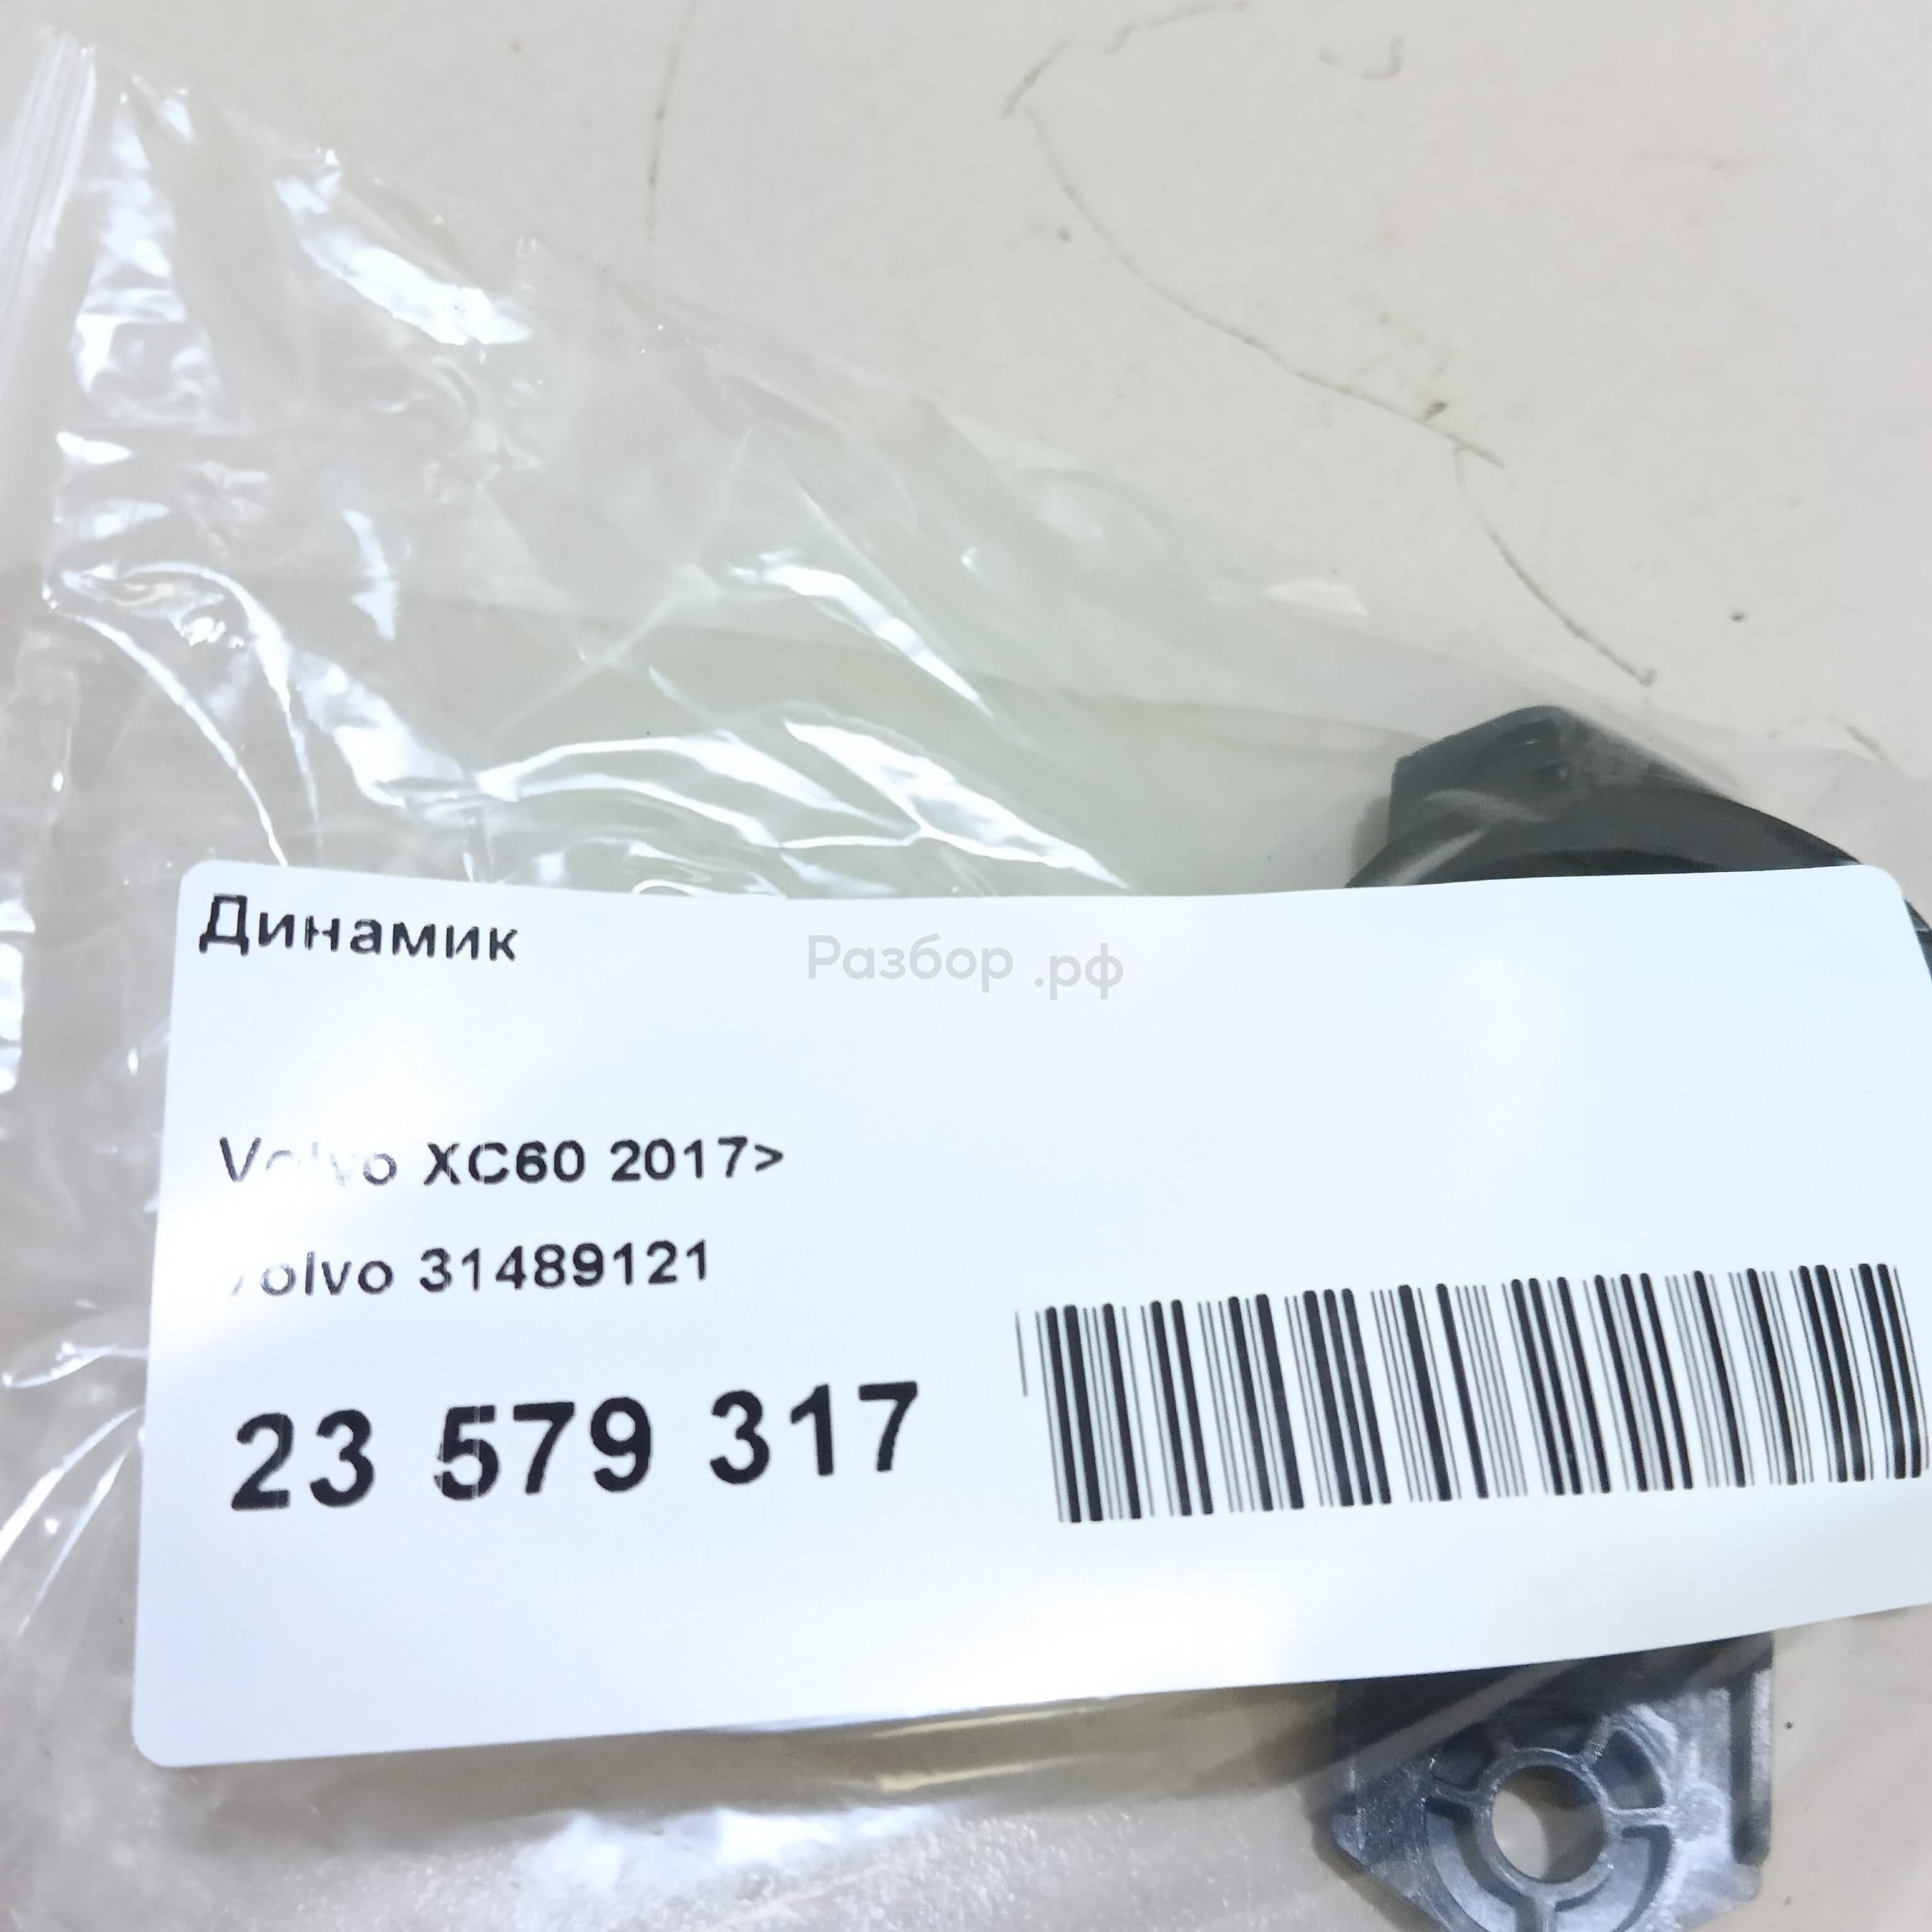 Динамик
Разбор .рф
Volvo XC60 2017>
Volvo 31489121
23 579 317